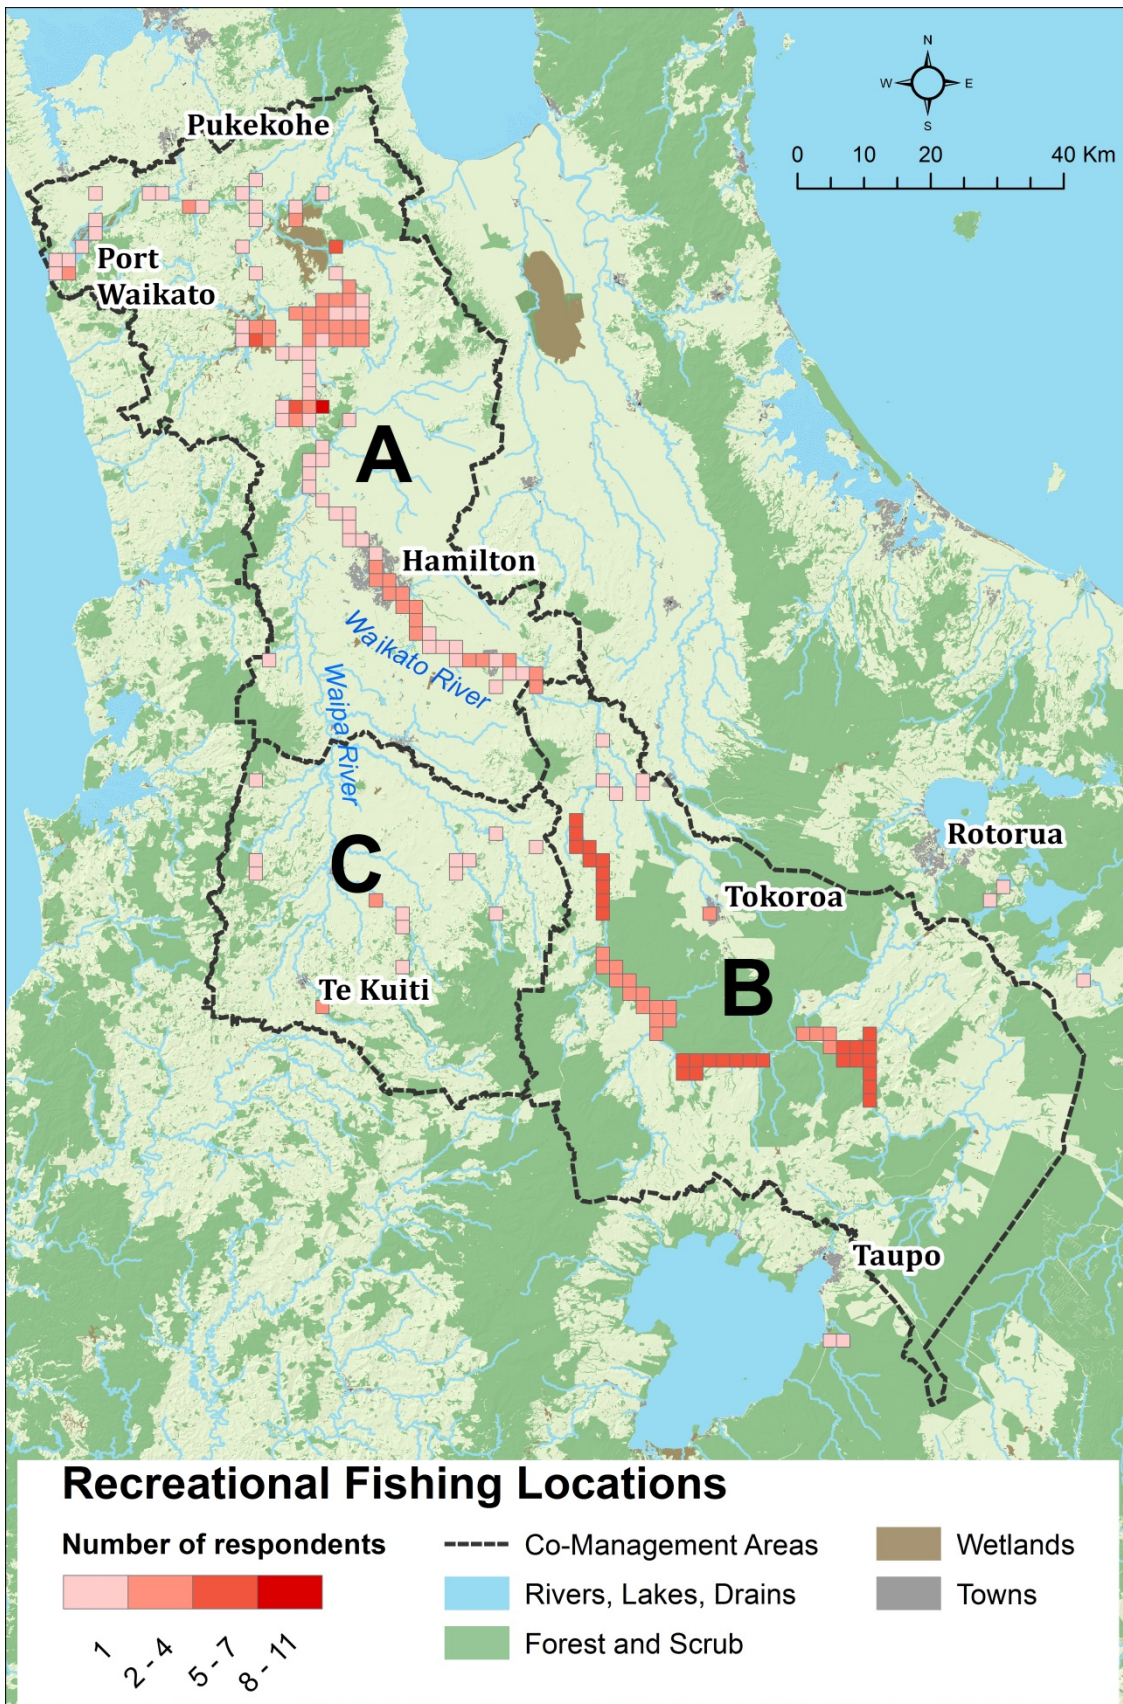 N
W E
S
0 10 20 40 Km
Pukekohe
Port
Waikato
A
Hamilton
Waikato River
Waipa River
C
Rotorua
Tokoroa
B
Te Kuiti
Taupo
Recreational Fishing Locations
Number of respondents
1
2 - 4
5 - 7
8 - 11
Co-Management Areas
Rivers, Lakes, Drains
Forest and Scrub
Wetlands
Towns